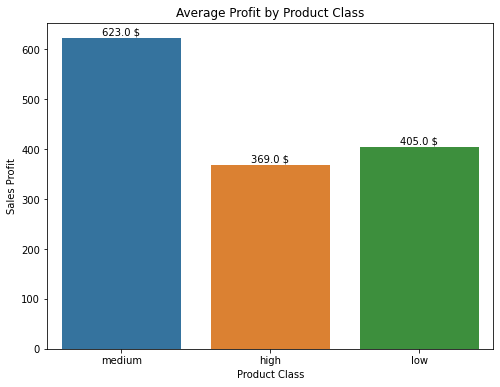 Average Profit by Product Class
Sales Profit
600
500
400
300
200
100
0
623.0 $
369.0 $
405.0 $
medium
high
low
Product Class